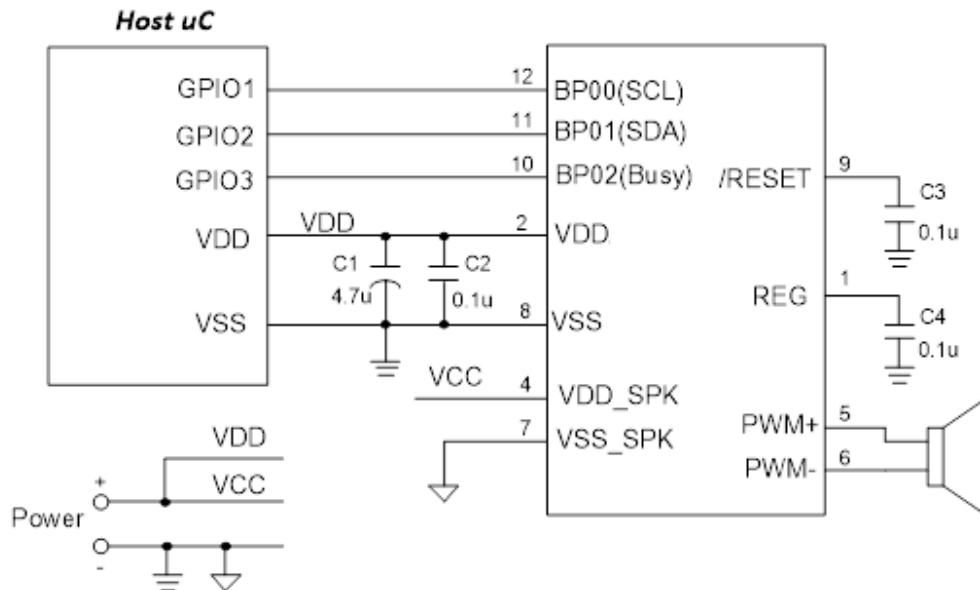 Host uC
GPIO1
GPIO2
GPIO3
VDD
VSS
12
11
10
VDD
2
C1
4.7u
C2
0.1u
8
VCC
4
7
BP00(SCL)
BP01(SDA)
BP02(Busy)
VDD
VSS
VDD_SPK
VSS_SPK
/RESET
REG
PWM+
PWM-
9
C3
0.1u
1
C4
0.1u
5
6
VDD
VCC
+
Power
-